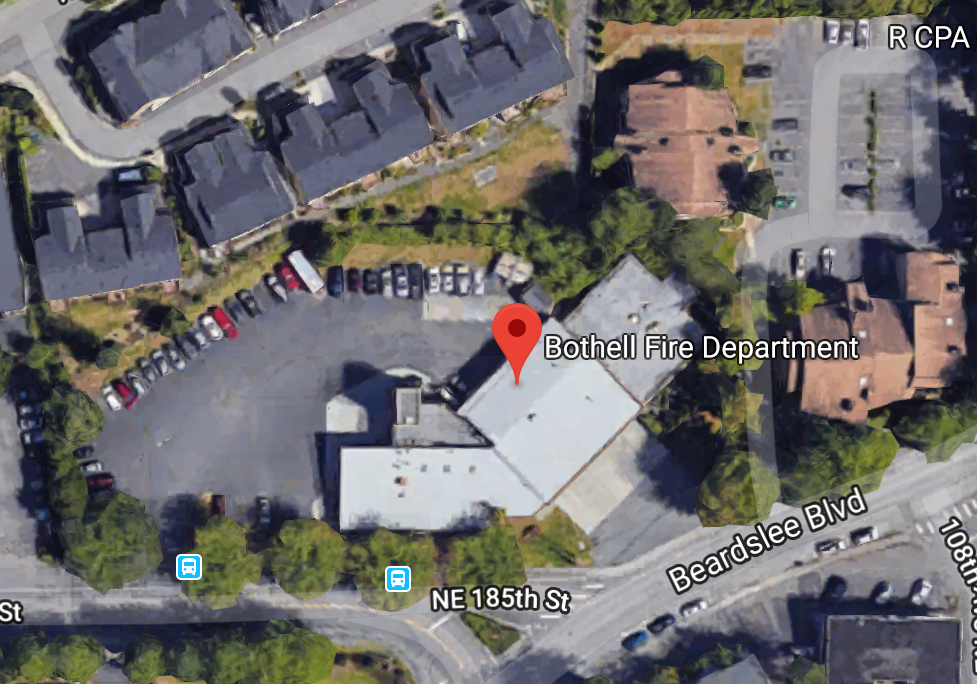 R CPA
Bothell Fire Department
Beardslee Blvd
NE 185th St
St